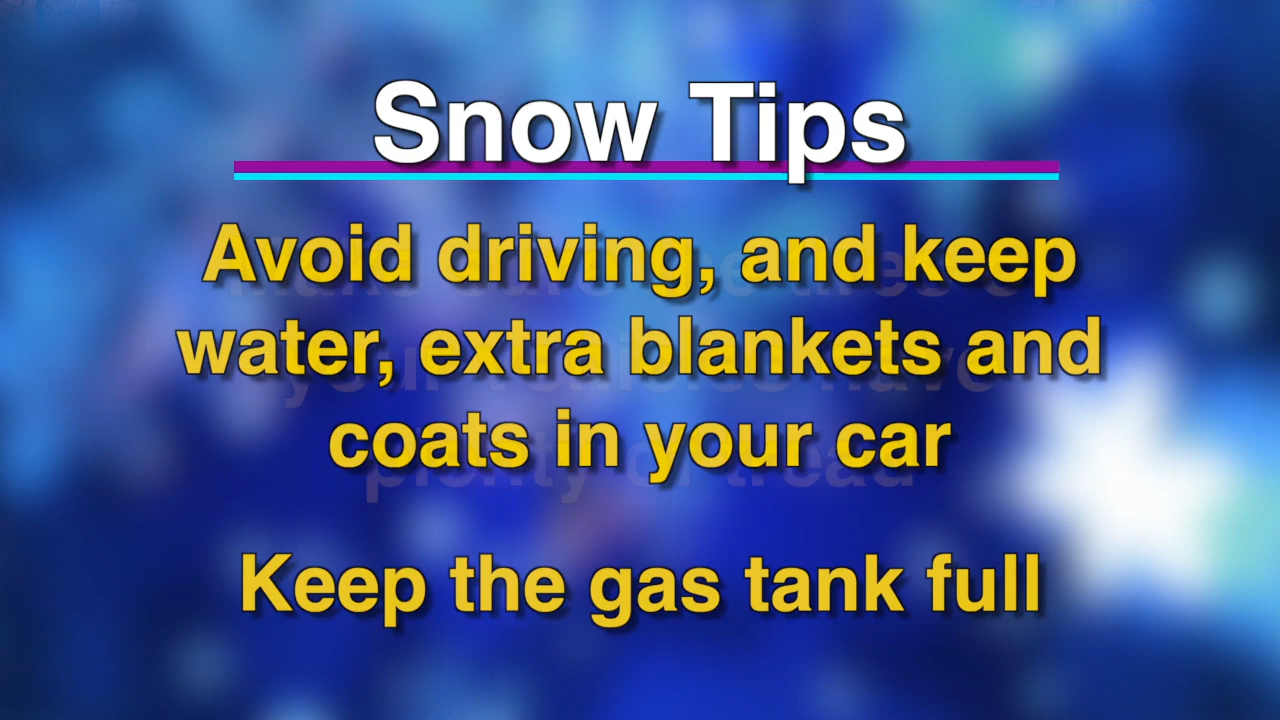 Snow Tips
Avoid driving, and keep
water, extra blankets and
coats in your car
Keep the gas tank full